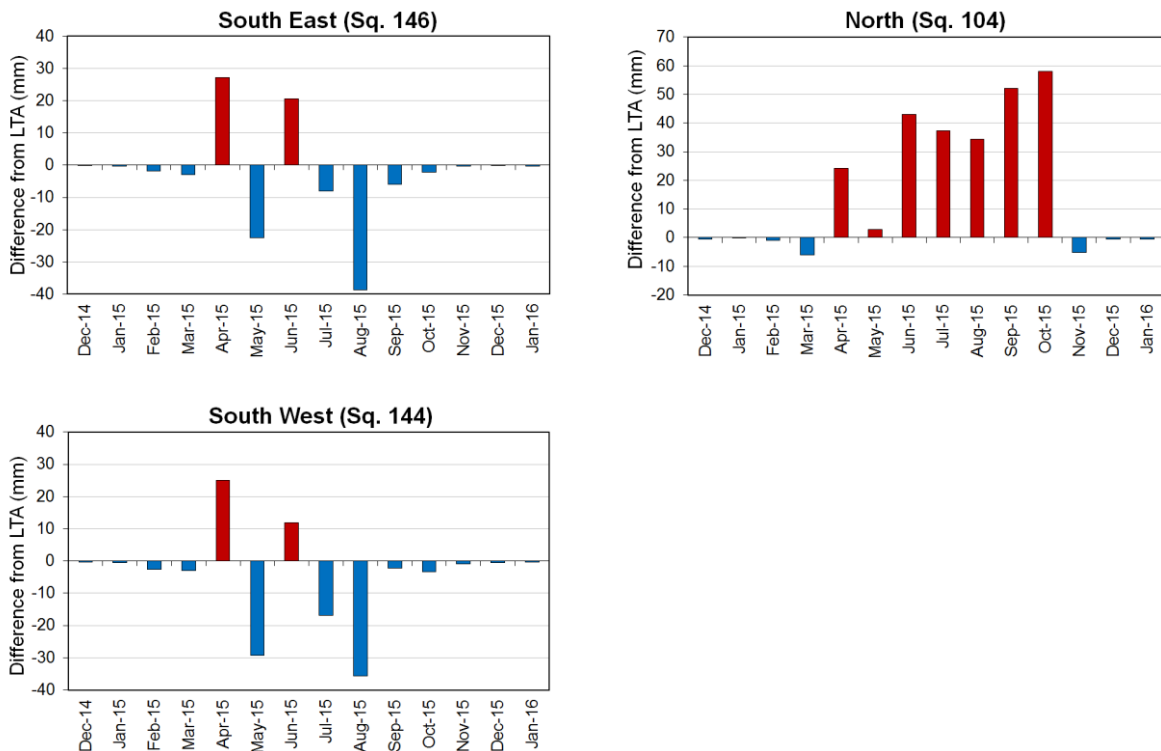 South East (Sq. 146)
Difference from LTA (mm)
40
30
20
10
0
-10
-20
-30
-40
Dec-14
Jan-15
Feb-15
Mar-15
Apr-15
May-15
Jun-15
Jul-15
Aug-15
Sep-15
Oct-15
Nov-15
Dec-15
Jan-16
North (Sq. 104)
Difference from LTA (mm)
70
60
50
40
30
20
10
0
-10
-20
Dec-14
Jan-15
Feb-15
Mar-15
Apr-15
May-15
Jun-15
Jul-15
Aug-15
Sep-15
Oct-15
Nov-15
Dec-15
Jan-16
South West (Sq. 144)
Difference from LTA (mm)
40
30
20
10
0
-10
-20
-30
-40
Dec-14
Jan-15
Feb-15
Mar-15
Apr-15
May-15
Jun-15
Jul-15
Aug-15
Sep-15
Oct-15
Nov-15
Dec-15
Jan-16